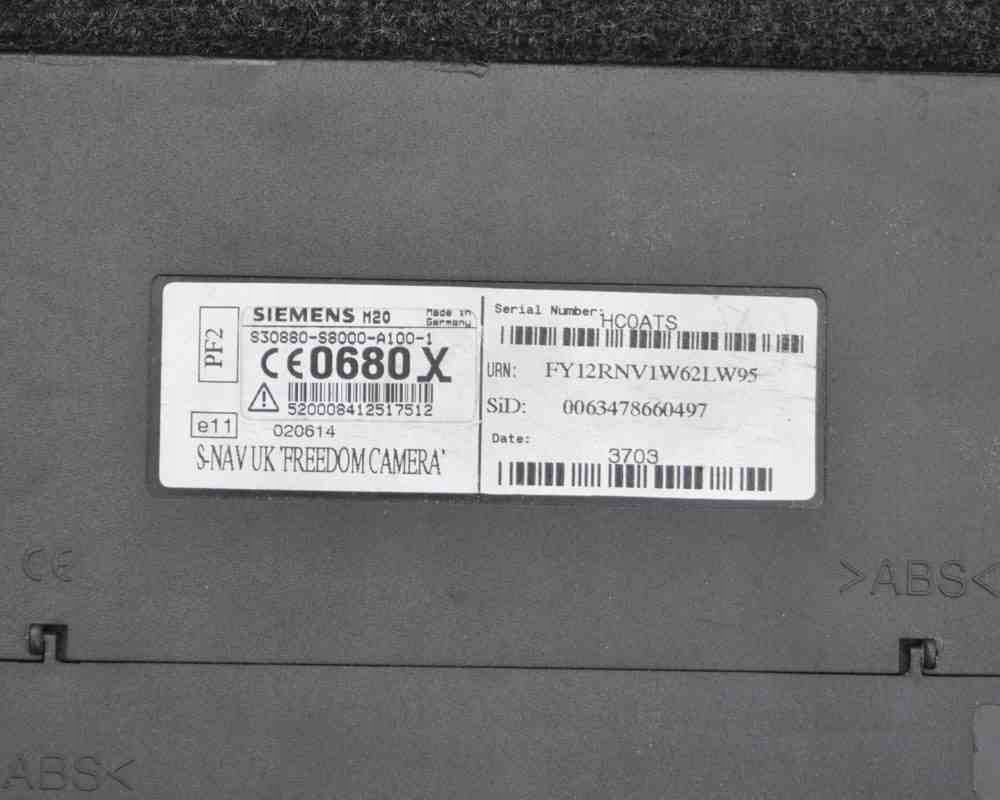 PF2
SIEMENS M20
Made in
Germany
S30880-S8000-A100-1
CE0680 X
520008412517512
e11
020614
S-NAV UK 'FREEDOM CAMERA'
Serial Number:
HC0ATS
URN: FY12RNV1W62LW95
SiD: 0063478660497
Date:
3703
CE
>ABS<
ABS<